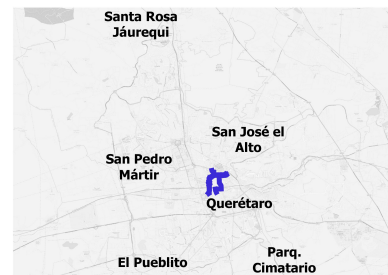 Santa Rosa
Jáurequi
San José el
Alto
San Pedro
Mártir
Querétaro
El Pueblito
Parq.
Cimatario